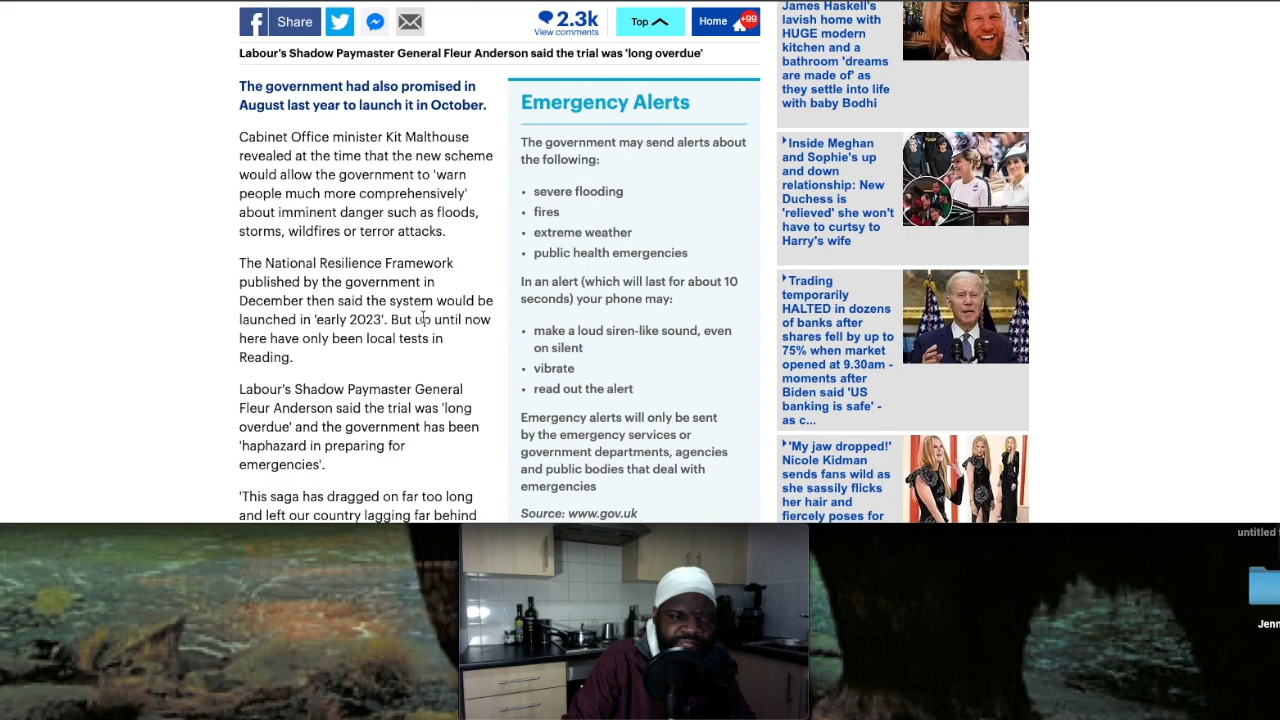 Share
2.3k
View comments
Top
Home
+99
Labour's Shadow Paymaster General Fleur Anderson said the trial was 'long overdue'
The government had also promised in
August last year to launch it in October.
Cabinet Office minister Kit Malthouse
revealed at the time that the new scheme
would allow the government to 'warn
people much more comprehensively'
about imminent danger such as floods,
storms, wildfires or terror attacks.
The National Resilience Framework
published by the government in
December then said the system would be
launched in 'early 2023'. But up until now
here have only been local tests in
Reading.
Labour's Shadow Paymaster General
Fleur Anderson said the trial was 'long
overdue' and the government has been
'haphazard in preparing for
emergencies'.
'This saga has dragged on far too long
and left our country lagging far behind
Emergency Alerts
The government may send alerts about
the following:
• severe flooding
• fires
• extreme weather
• public health emergencies
In an alert (which will last for about 10
seconds) your phone may:
• make a loud siren-like sound, even
on silent
• vibrate
• read out the alert
Emergency alerts will only be sent
by the emergency services or
government departments, agencies
and public bodies that deal with
emergencies
Source: www.gov.uk
James Haskell's
lavish home with
HUGE modern
kitchen and a
bathroom 'dreams
are made of' as
they settle into life
with baby Bodhi
Inside Meghan
and Sophie's up
and down
relationship: New
Duchess is
'relieved' she won't
have to curtsy to
Harry's wife
Trading
temporarily
HALTED in dozens
of banks after
shares fell by up to
75% when market
opened at 9.30am -
moments after
Biden said 'US
banking is safe' -
as c...
'My jaw dropped!'
Nicole Kidman
sends fans wild as
she sassily flicks
her hair and
fiercely poses for
untitled
Jenn